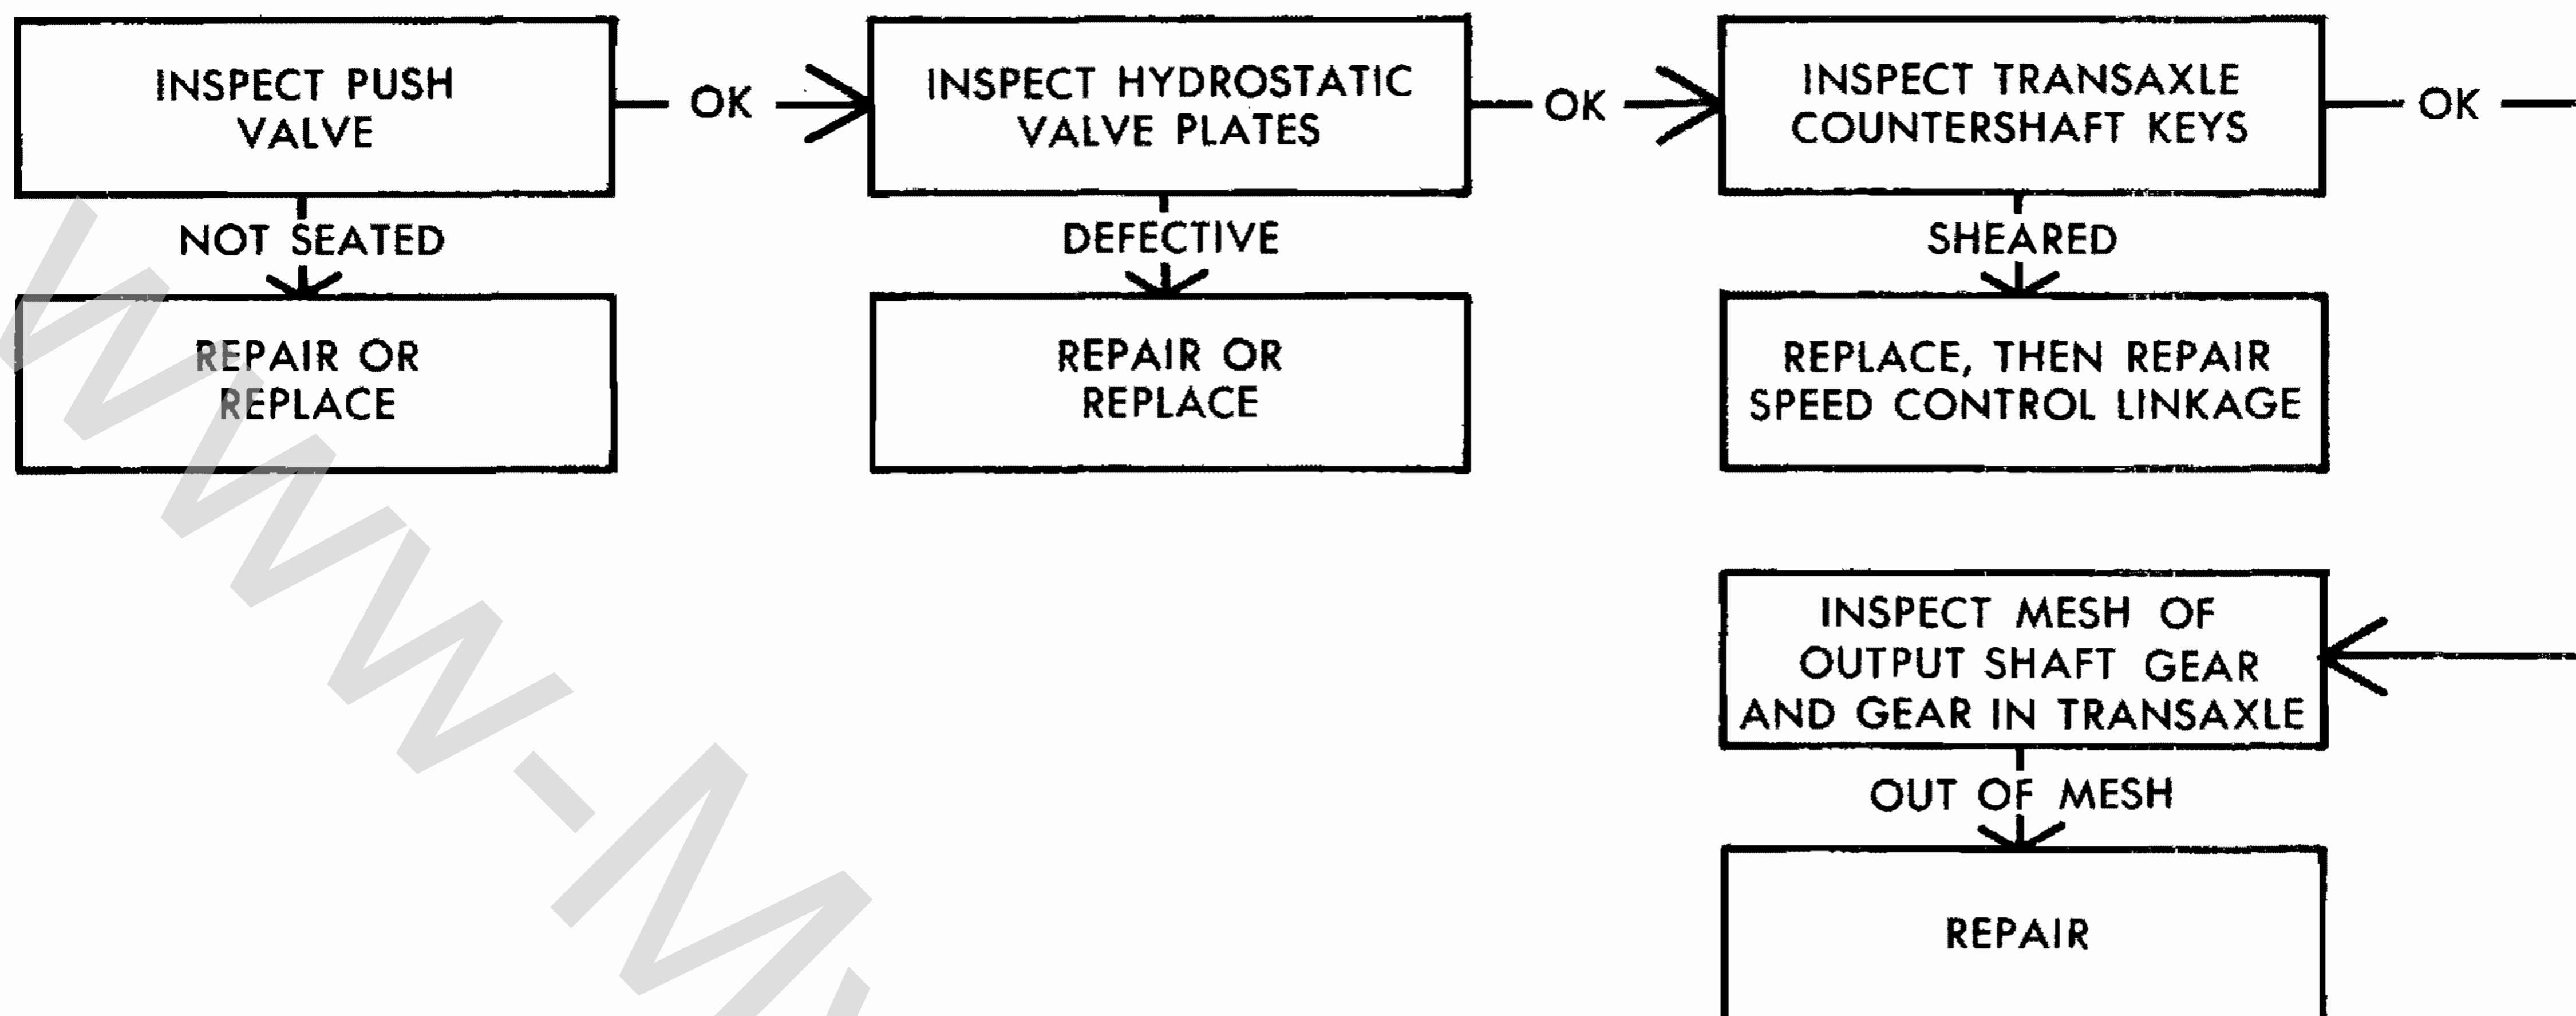 INSPECT PUSH
VALVE
OK
INSPECT HYDROSTATIC
VALVE PLATES
OK
INSPECT TRANSAXLE
COUNTERSHAFT KEYS
OK
NOT SEATED
DEFECTIVE
SHEARED
REPAIR OR
REPLACE
REPAIR OR
REPLACE
REPLACE, THEN REPAIR
SPEED CONTROL LINKAGE
INSPECT MESH OF
OUTPUT SHAFT GEAR
AND GEAR IN TRANSAXLE
OUT OF MESH
REPAIR
www-M